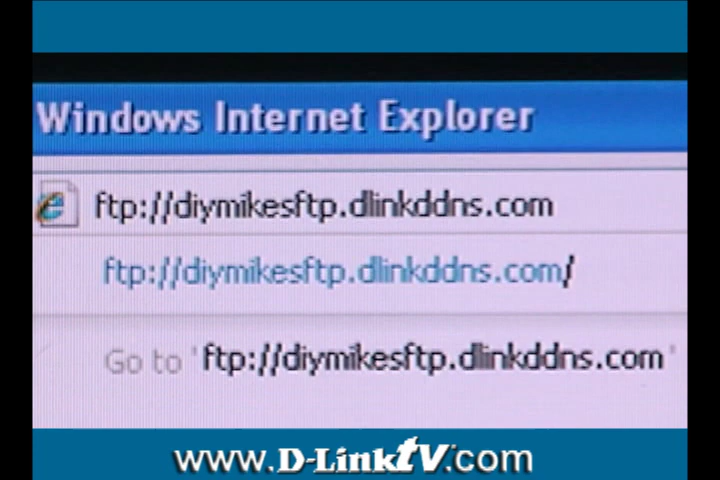 Windows Internet Explorer
ftp://diymikesftp.dlinkddns.com
ftp://diymikesftp.dlinkddns.com/
Go to 'ftp://diymikesftp.dlinkddns.com'
www.D-LinktV.com